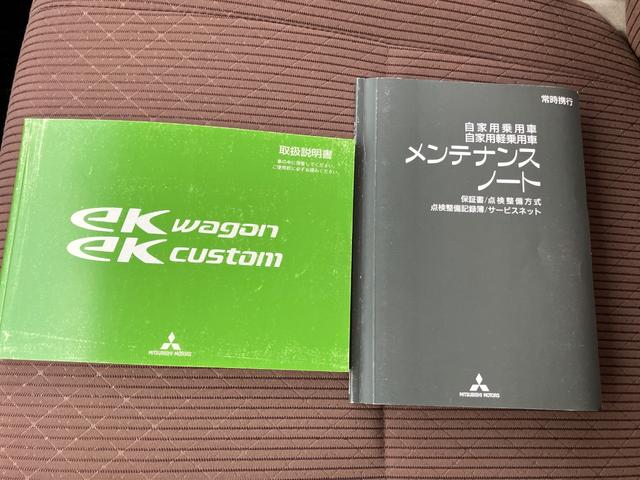 取扱説明書
車の中に保管してください。
ご使用前に必ずお読みください。
eK wagon
eK custom
MITSUBISHI MOTORS
常時携行
自家用乗用車
自家用軽乗用車
メンテナンス
ノート
保証書/点検整備方式
点検整備記録簿/サービスネット
MITSUBISHI MOTORS